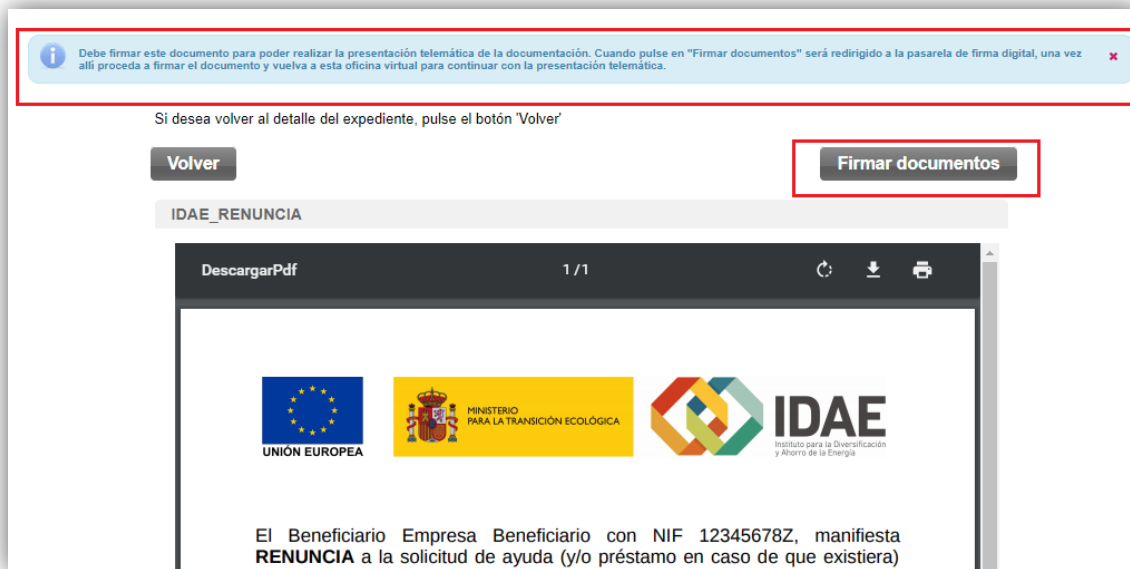 Debe firmar este documento para poder realizar la presentación telemática de la documentación. Cuando pulse en "Firmar documentos" será redirigido a la pasarela de firma digital, una vez
allí proceda a firmar el documento y vuelva a esta oficina virtual para continuar con la presentación telemática.
Si desea volver al detalle del expediente, pulse el botón 'Volver'
Volver
Firmar documentos
IDAE_RENUNCIA
DescargarPdf
1 / 1
UNIÓN EUROPEA
MINISTERIO
PARA LA TRANSICIÓN ECOLÓGICA
IDAE
Instituto para la Diversificación
y Ahorro de la Energía
El Beneficiario Empresa Beneficiario con NIF 12345678Z, manifiesta
RENUNCIA a la solicitud de ayuda (y/o préstamo en caso de que existiera)